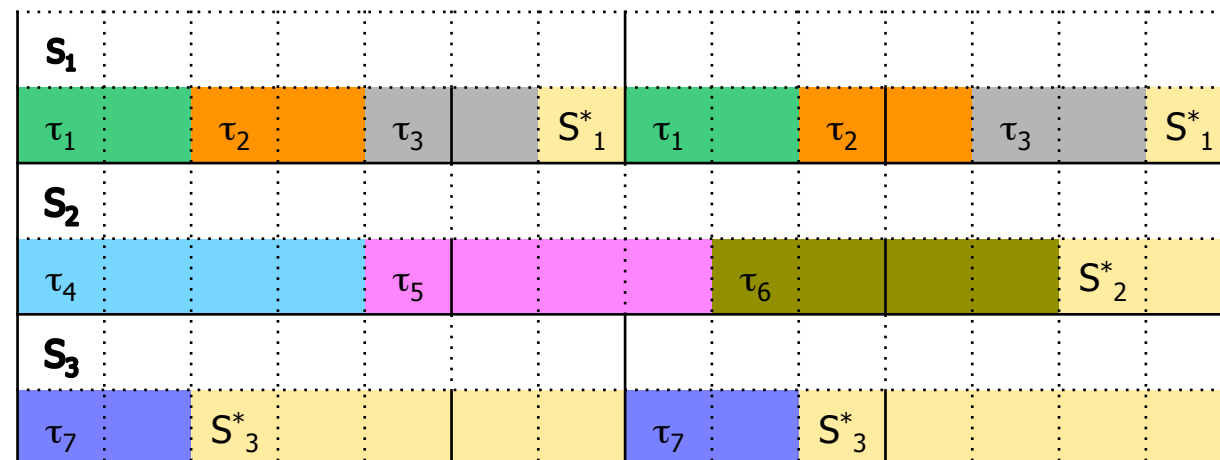 S₁
τ₁ τ₂ τ₃ S*₁ τ₁ τ₂ τ₃ S*₁
S₂
τ₄ τ₅ τ₆ S*₂
S₃
τ₇ S*₃ τ₇ S*₃